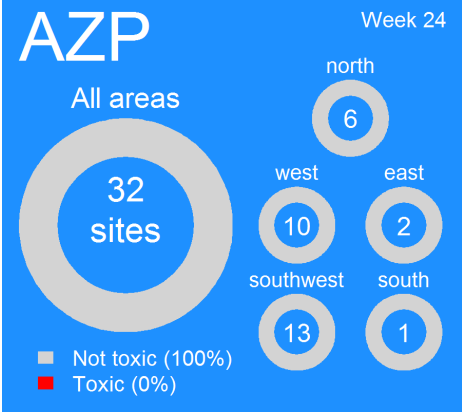 AZP
Week 24
All areas
32
sites
north
6
west
10
east
2
southwest
13
south
1
Not toxic (100%)
Toxic (0%)